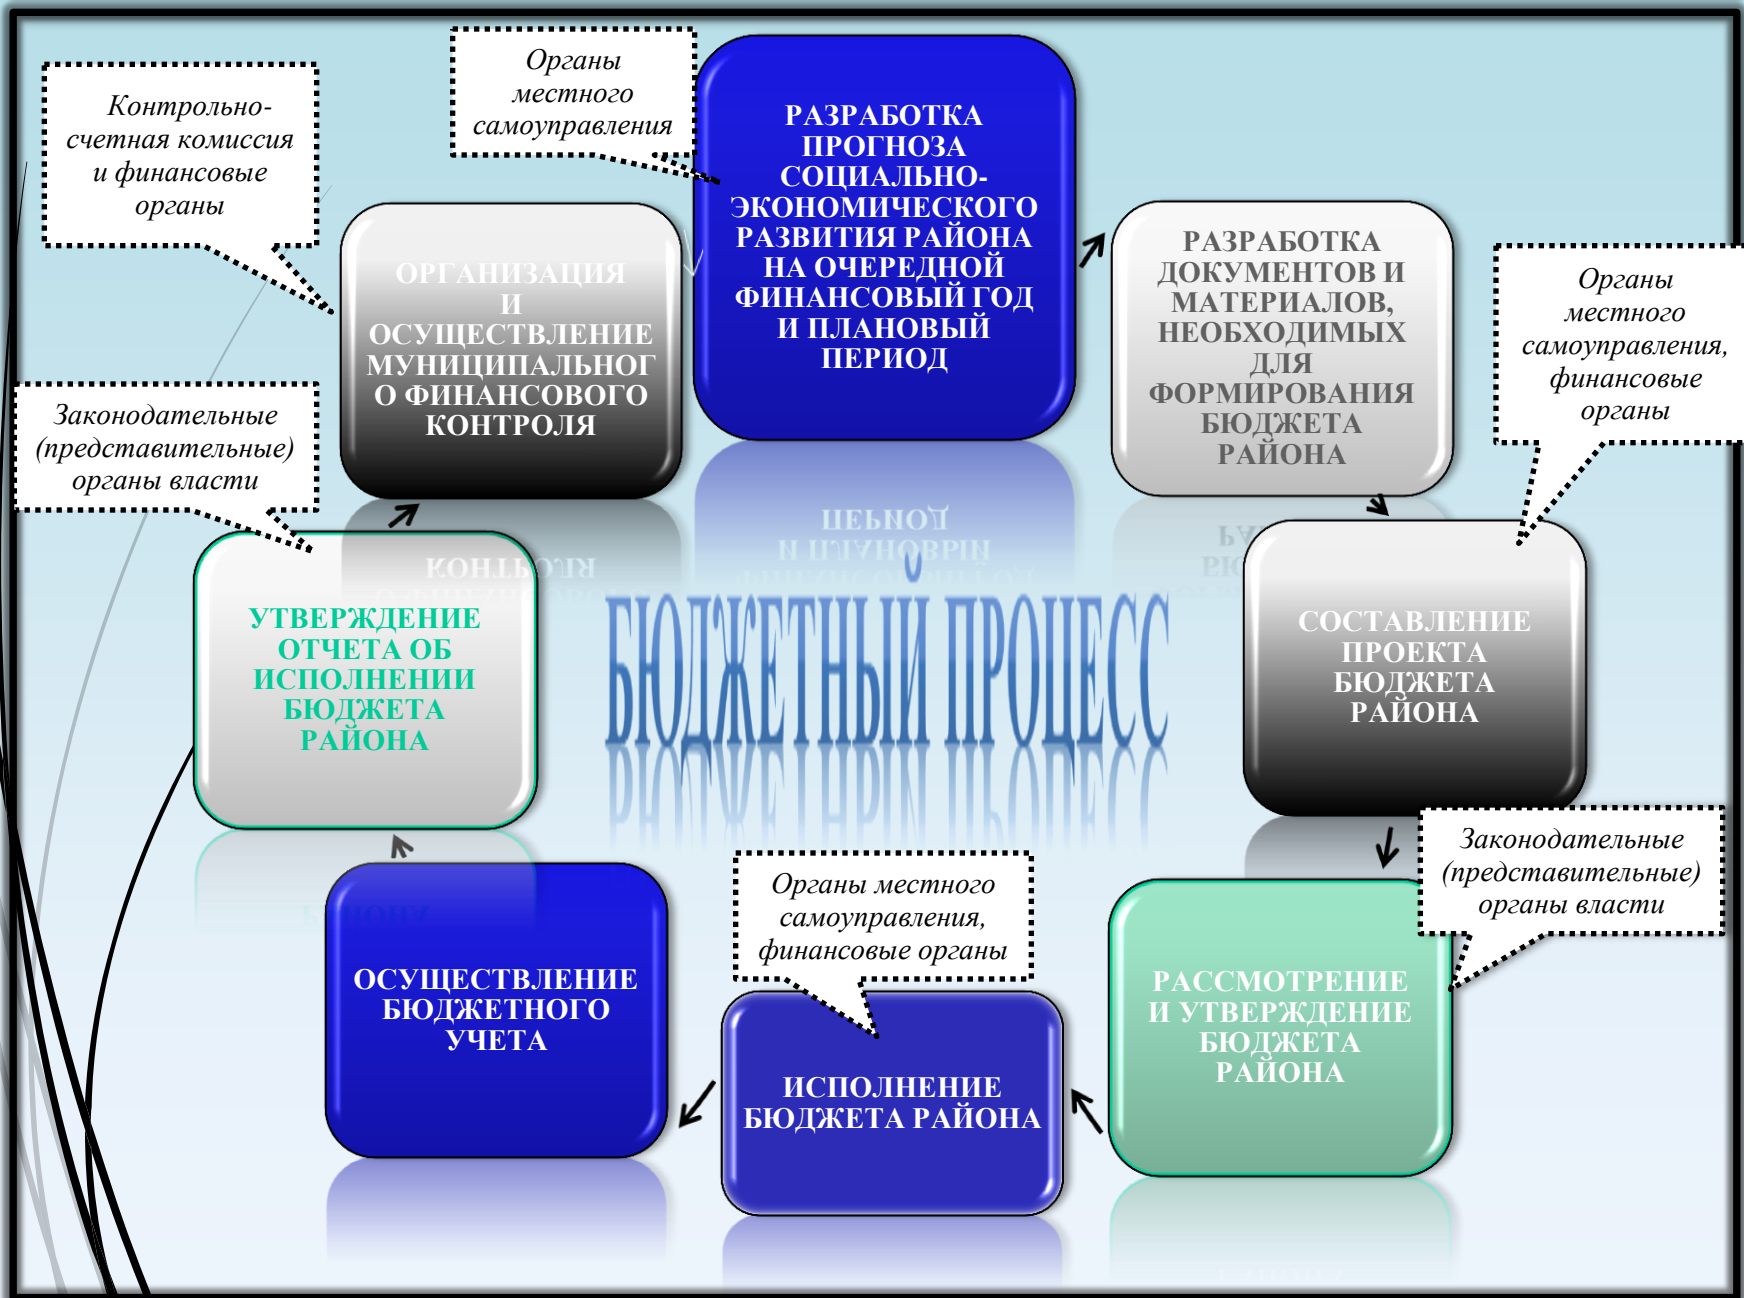 Органы
местного
самоуправления
Контрольно-
счетная комиссия
и финансовые
органы
РАЗРАБОТКА
ПРОГНОЗА
СОЦИАЛЬНО-
ЭКОНОМИЧЕСКОГО
РАЗВИТИЯ РАЙОНА
НА ОЧЕРЕДНОЙ
ФИНАНСОВЫЙ ГОД
И ПЛАНОВЫЙ
ПЕРИОД
РАЗРАБОТКА
ДОКУМЕНТОВ И
МАТЕРИАЛОВ,
НЕОБХОДИМЫХ
ДЛЯ
ФОРМИРОВАНИЯ
БЮДЖЕТА
РАЙОНА
Органы
местного
самоуправления,
финансовые
органы
ОРГАНИЗАЦИЯ
И
ОСУЩЕСТВЛЕНИЕ
МУНИЦИПАЛЬНОГ
О ФИНАНСОВОГО
КОНТРОЛЯ
Законодательные
(представительные)
органы власти
УТВЕРЖДЕНИЕ
ОТЧЕТА ОБ
ИСПОЛНЕНИИ
БЮДЖЕТА
РАЙОНА
БЮДЖЕТНЫЙ ПРОЦЕСС
СОСТАВЛЕНИЕ
ПРОЕКТА
БЮДЖЕТА
РАЙОНА
Законодательные
(представительные)
органы власти
Органы местного
самоуправления,
финансовые органы
ОСУЩЕСТВЛЕНИЕ
БЮДЖЕТНОГО
УЧЕТА
ИСПОЛНЕНИЕ
БЮДЖЕТА РАЙОНА
РАССМОТРЕНИЕ
И УТВЕРЖДЕНИЕ
БЮДЖЕТА
РАЙОНА